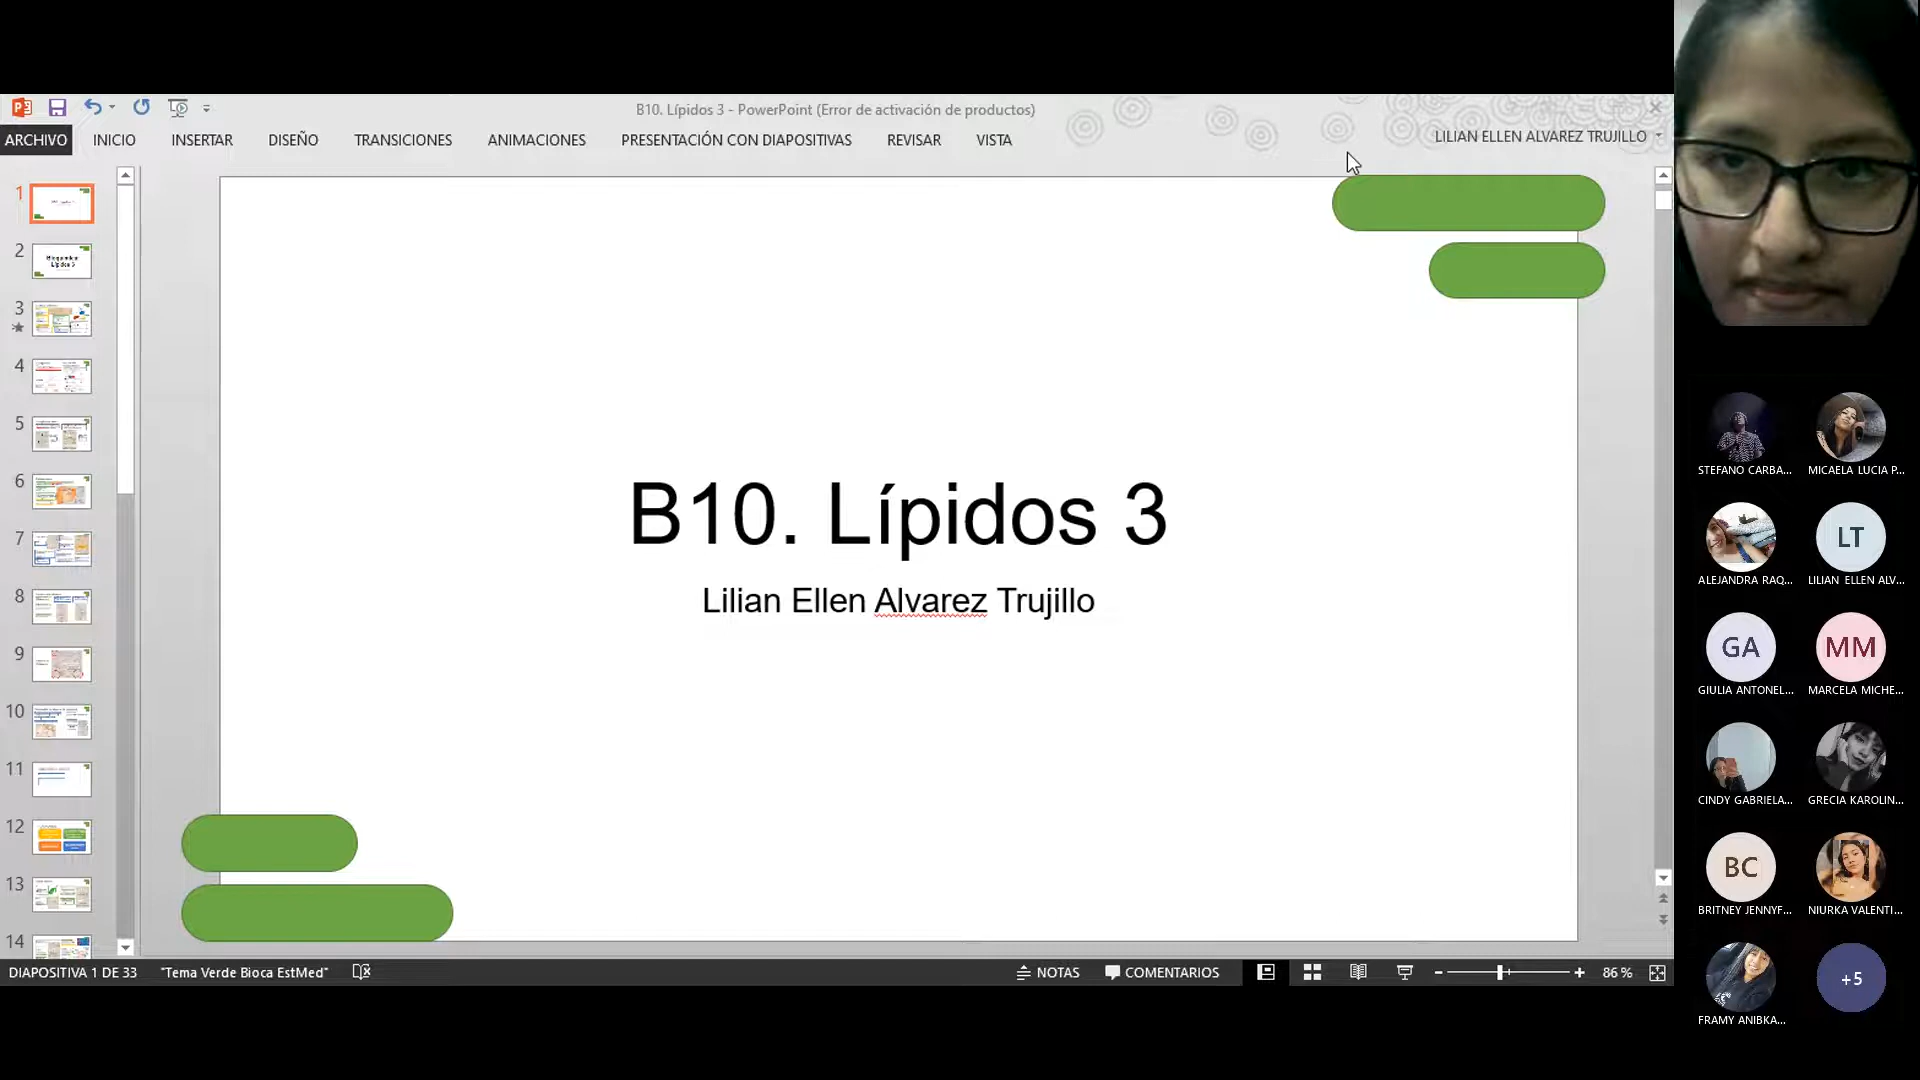 B10. Lípidos 3 - PowerPoint (Error de activación de productos)
ARCHIVO INICIO INSERTAR DISEÑO TRANSICIONES ANIMACIONES PRESENTACIÓN CON DIAPOSITIVAS REVISAR VISTA
LILIAN ELLEN ALVAREZ TRUJILLO
1
2
Bioquímica:
Lípidos 3
3
4
5
6
7
8
9
10
11
12
13
14
B10. Lípidos 3
Lilian Ellen Alvarez Trujillo
DIAPOSITIVA 1 DE 33 "Tema Verde Bioca EstMed" NOTAS COMENTARIOS 86 %
STEFANO CARBA... MICAELA LUCIA P...
LT
ALEJANDRA RAQ... LILIAN ELLEN ALV...
GA MM
GIULIA ANTONEL... MARCELA MICHE...
CINDY GABRIELA... GRECIA KAROLIN...
BC
BRITNEY JENNYF... NIURKA VALENTI...
+5
FRAMY ANIBKA...